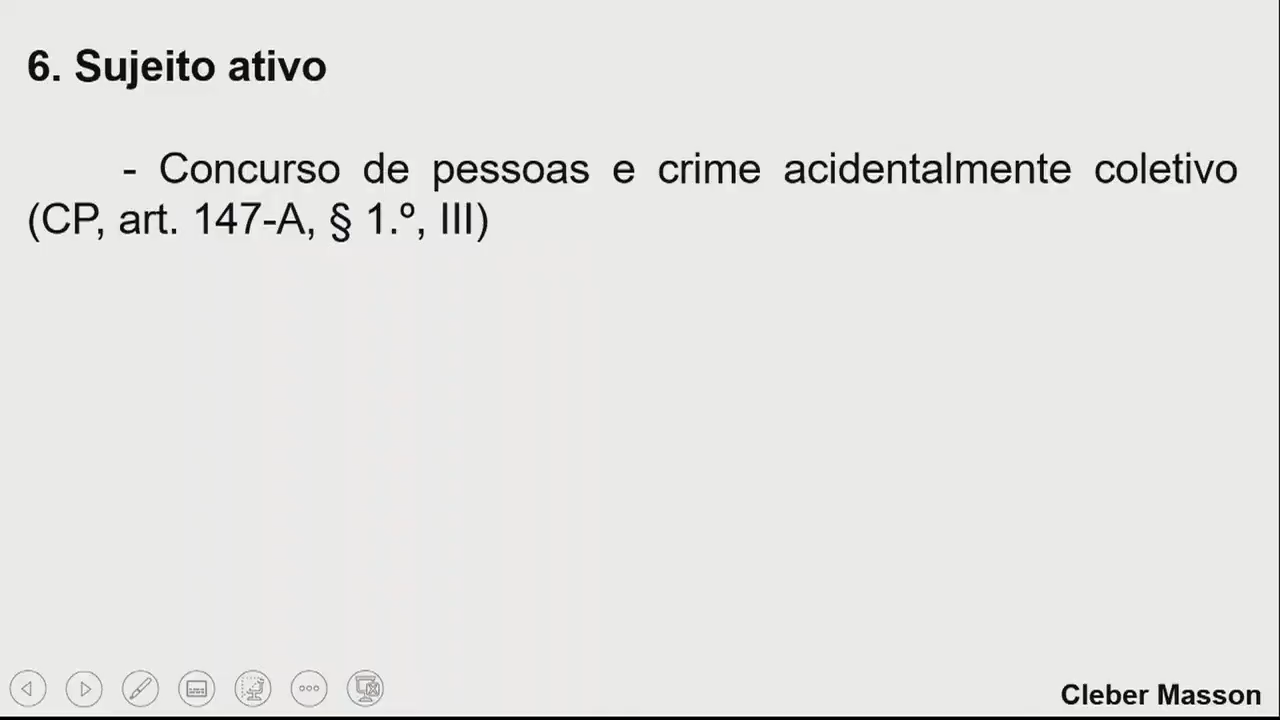 6. Sujeito ativo
- Concurso de pessoas e crime acidentalmente coletivo
(CP, art. 147-A, § 1.º, III)
Cleber Masson